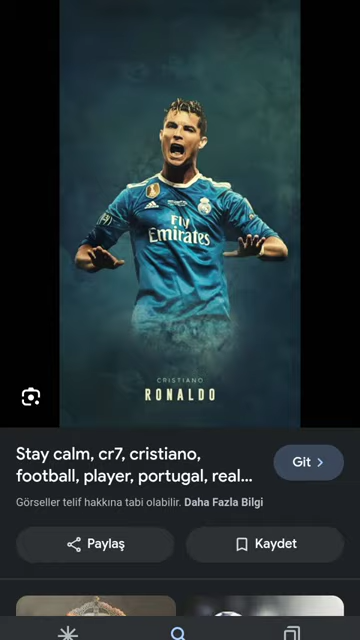 Fly
Emirates
CRISTIANO
RONALDO
Stay calm, cr7, cristiano,
football, player, portugal, real...
Git
Görseller telif hakkına tabi olabilir. Daha Fazla Bilgi
Paylaş
Kaydet